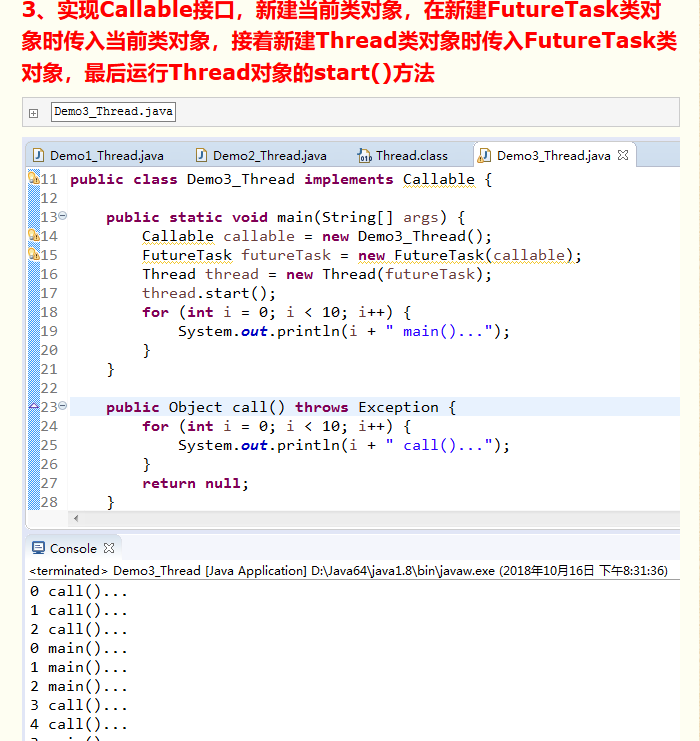 3、实现Callable接口，新建当前类对象，在新建FutureTask类对
象时传入当前类对象，接着新建Thread类对象时传入FutureTask类
对象，最后运行Thread对象的start()方法
Demo3_Thread.java
Demo1_Thread.java Demo2_Thread.java Thread.class Demo3_Thread.java
11 public class Demo3_Thread implements Callable {
12
13 public static void main(String[] args) {
14 Callable callable = new Demo3_Thread();
15 FutureTask futureTask = new FutureTask(callable);
16 Thread thread = new Thread(futureTask);
17 thread.start();
18 for (int i = 0; i < 10; i++) {
19 System.out.println(i + " main()...");
20 }
21 }
22
23 public Object call() throws Exception {
24 for (int i = 0; i < 10; i++) {
25 System.out.println(i + " call()...");
26 }
27 return null;
28 }
Console
<terminated> Demo3_Thread [Java Application] D:\Java64\java1.8\bin\javaw.exe (2018年10月16日 下午8:31:36)
0 call()...
1 call()...
2 call()...
0 main()...
1 main()...
2 main()...
3 call()...
4 call()...